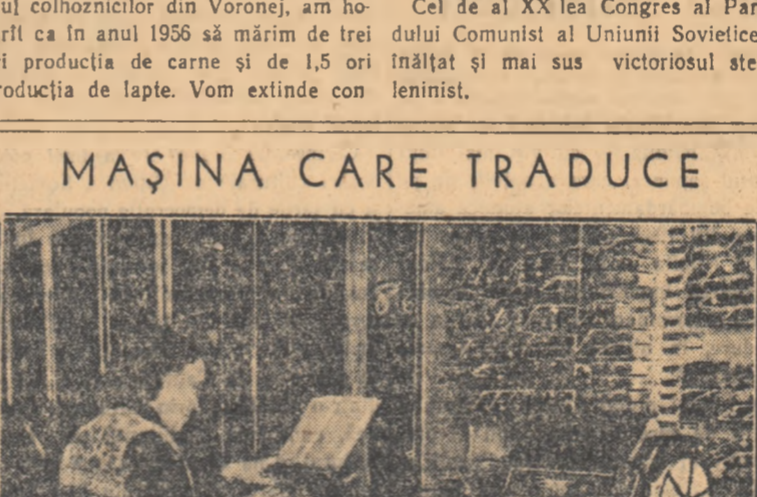 ul colhoznicilor din Voronej, am ho-
rît ca în anul 1956 să mărim de trei
i producția de carne și de 1,5 ori
roducția de lapte. Vom extinde con
Cel de al XX lea Congres al Par
dului Comunist al Uniunii Sovietice
înălțat și mai sus victoriosul ste
leninist.
MAȘINA CARE TRADUCE